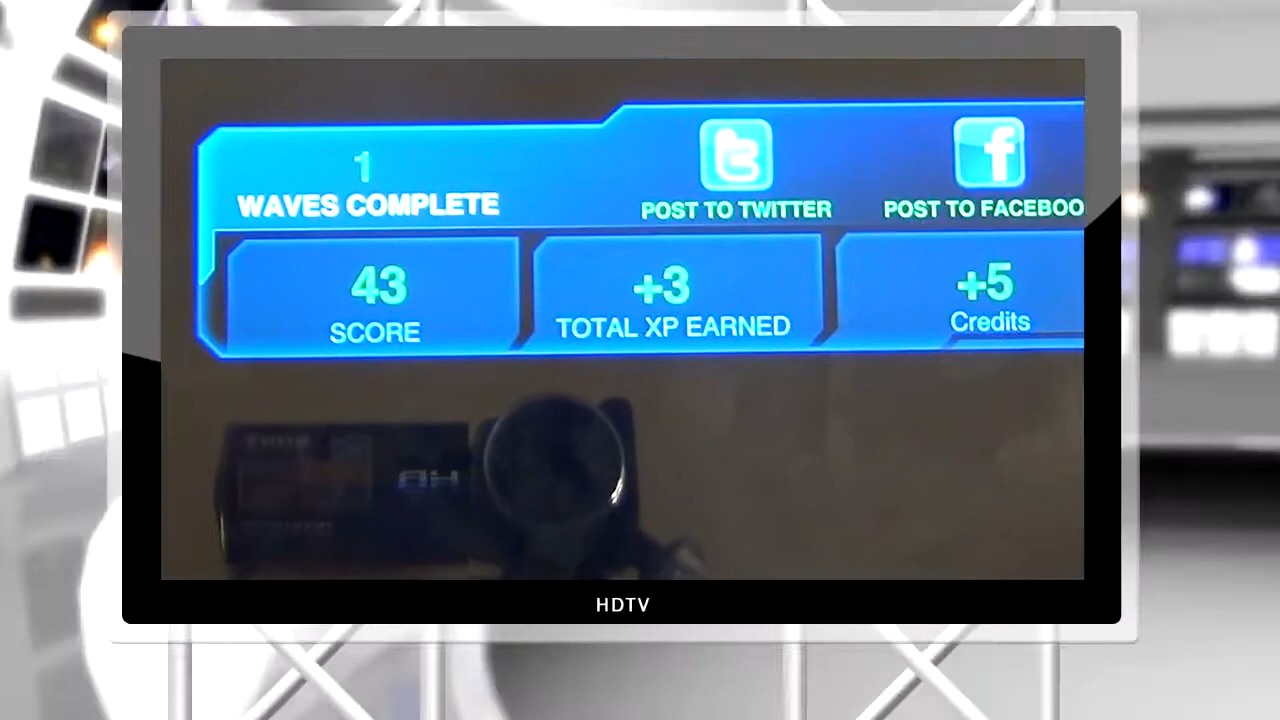 1
WAVES COMPLETE
POST TO TWITTER
POST TO FACEBOO
43
SCORE
+3
TOTAL XP EARNED
+5
Credits
HDTV